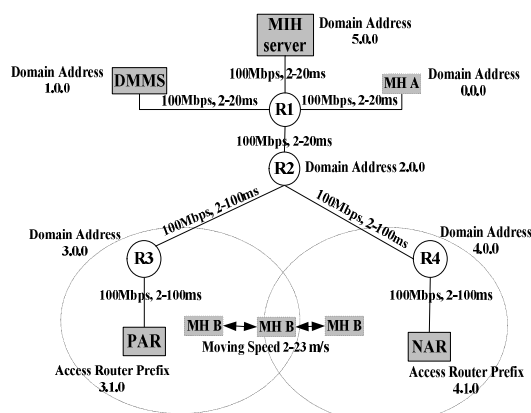 MIH
server
Domain Address
5.0.0
Domain Address
1.0.0
DMMS
100Mbps, 2-20ms
MH A
Domain Address
0.0.0
100Mbps, 2-20ms
R1
100Mbps, 2-20ms
100Mbps, 2-20ms
R2
Domain Address 2.0.0
100Mbps, 2-100ms
100Mbps, 2-100ms
Domain Address
3.0.0
Domain Address
4.0.0
R3
R4
100Mbps, 2-100ms
100Mbps, 2-100ms
MH B
MH B
MH B
PAR
Moving Speed 2-23 m/s
NAR
Access Router Prefix
3.1.0
Access Router Prefix
4.1.0